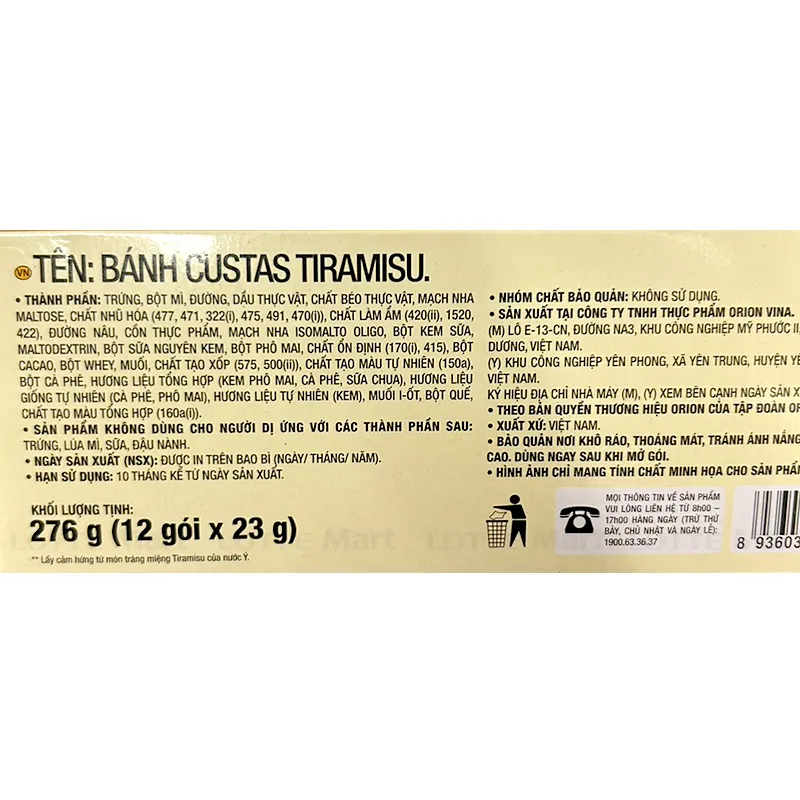 VN TÊN: BÁNH CUSTAS TIRAMISU.
• THÀNH PHẦN: TRỨNG, BỘT MÌ, ĐƯỜNG, DẦU THỰC VẬT, CHẤT BÉO THỰC VẬT, MẠCH NHA
MALTOSE, CHẤT NHŨ HÓA (477, 471, 322(i), 475, 491, 470(i)), CHẤT LÀM ẨM (420(ii), 1520,
422), ĐƯỜNG NÂU, CỒN THỰC PHẨM, MẠCH NHA ISOMALTO OLIGO, BỘT KEM SỮA,
MALTODEXTRIN, BỘT SỮA NGUYÊN KEM, BỘT PHÔ MAI, CHẤT ỔN ĐỊNH (170(i), 415), BỘT
CACAO, BỘT WHEY, MUỐI, CHẤT TẠO XỐP (575, 500(ii)), CHẤT TẠO MÀU TỰ NHIÊN (150a),
BỘT CÀ PHÊ, HƯƠNG LIỆU TỔNG HỢP (KEM PHÔ MAI, CÀ PHÊ, SỮA CHUA), HƯƠNG LIỆU
GIỐNG TỰ NHIÊN (CÀ PHÊ, PHÔ MAI), HƯƠNG LIỆU TỰ NHIÊN (KEM), MUỐI I-ỐT, BỘT QUẾ,
CHẤT TẠO MÀU TỔNG HỢP (160a(i)).
• SẢN PHẨM KHÔNG DÙNG CHO NGƯỜI DỊ ỨNG VỚI CÁC THÀNH PHẦN SAU:
TRỨNG, LÚA MÌ, SỮA, ĐẬU NÀNH.
• NGÀY SẢN XUẤT (NSX): ĐƯỢC IN TRÊN BAO BÌ (NGÀY/ THÁNG/ NĂM).
• HẠN SỬ DỤNG: 10 THÁNG KỂ TỪ NGÀY SẢN XUẤT.
KHỐI LƯỢNG TỊNH:
276 g (12 gói x 23 g)
** Lấy cảm hứng từ món tráng miệng Tiramisu của nước Ý.
• NHÓM CHẤT BẢO QUẢN: KHÔNG SỬ DỤNG.
• SẢN XUẤT TẠI CÔNG TY TNHH THỰC PHẨM ORION VINA.
(M) LÔ E-13-CN, ĐƯỜNG NA3, KHU CÔNG NGHIỆP MỸ PHƯỚC II,
DƯƠNG, VIỆT NAM.
(Y) KHU CÔNG NGHIỆP YÊN PHONG, XÃ YÊN TRUNG, HUYỆN
VIỆT NAM.
KÝ HIỆU ĐỊA CHỈ NHÀ MÁY (M), (Y) XEM BÊN CẠNH NGÀY SẢN
• THEO BẢN QUYỀN THƯƠNG HIỆU ORION CỦA TẬP ĐOÀN
• XUẤT XỨ: VIỆT NAM.
• BẢO QUẢN NƠI KHÔ RÁO, THOÁNG MÁT, TRÁNH ÁNH NẮNG
CAO. DÙNG NGAY SAU KHI MỞ GÓI.
• HÌNH ẢNH CHỈ MANG TÍNH CHẤT MINH HỌA CHO SẢN PHẨM
MỌI THÔNG TIN VỀ SẢN PHẨM
VUI LÒNG LIÊN HỆ TỪ 8h00 –
17h00 HÀNG NGÀY (TRỪ THỨ
BẢY, CHỦ NHẬT VÀ NGÀY LỄ):
1900.63.36.37
8 93603
LOTTE Mart LOTTE Mart